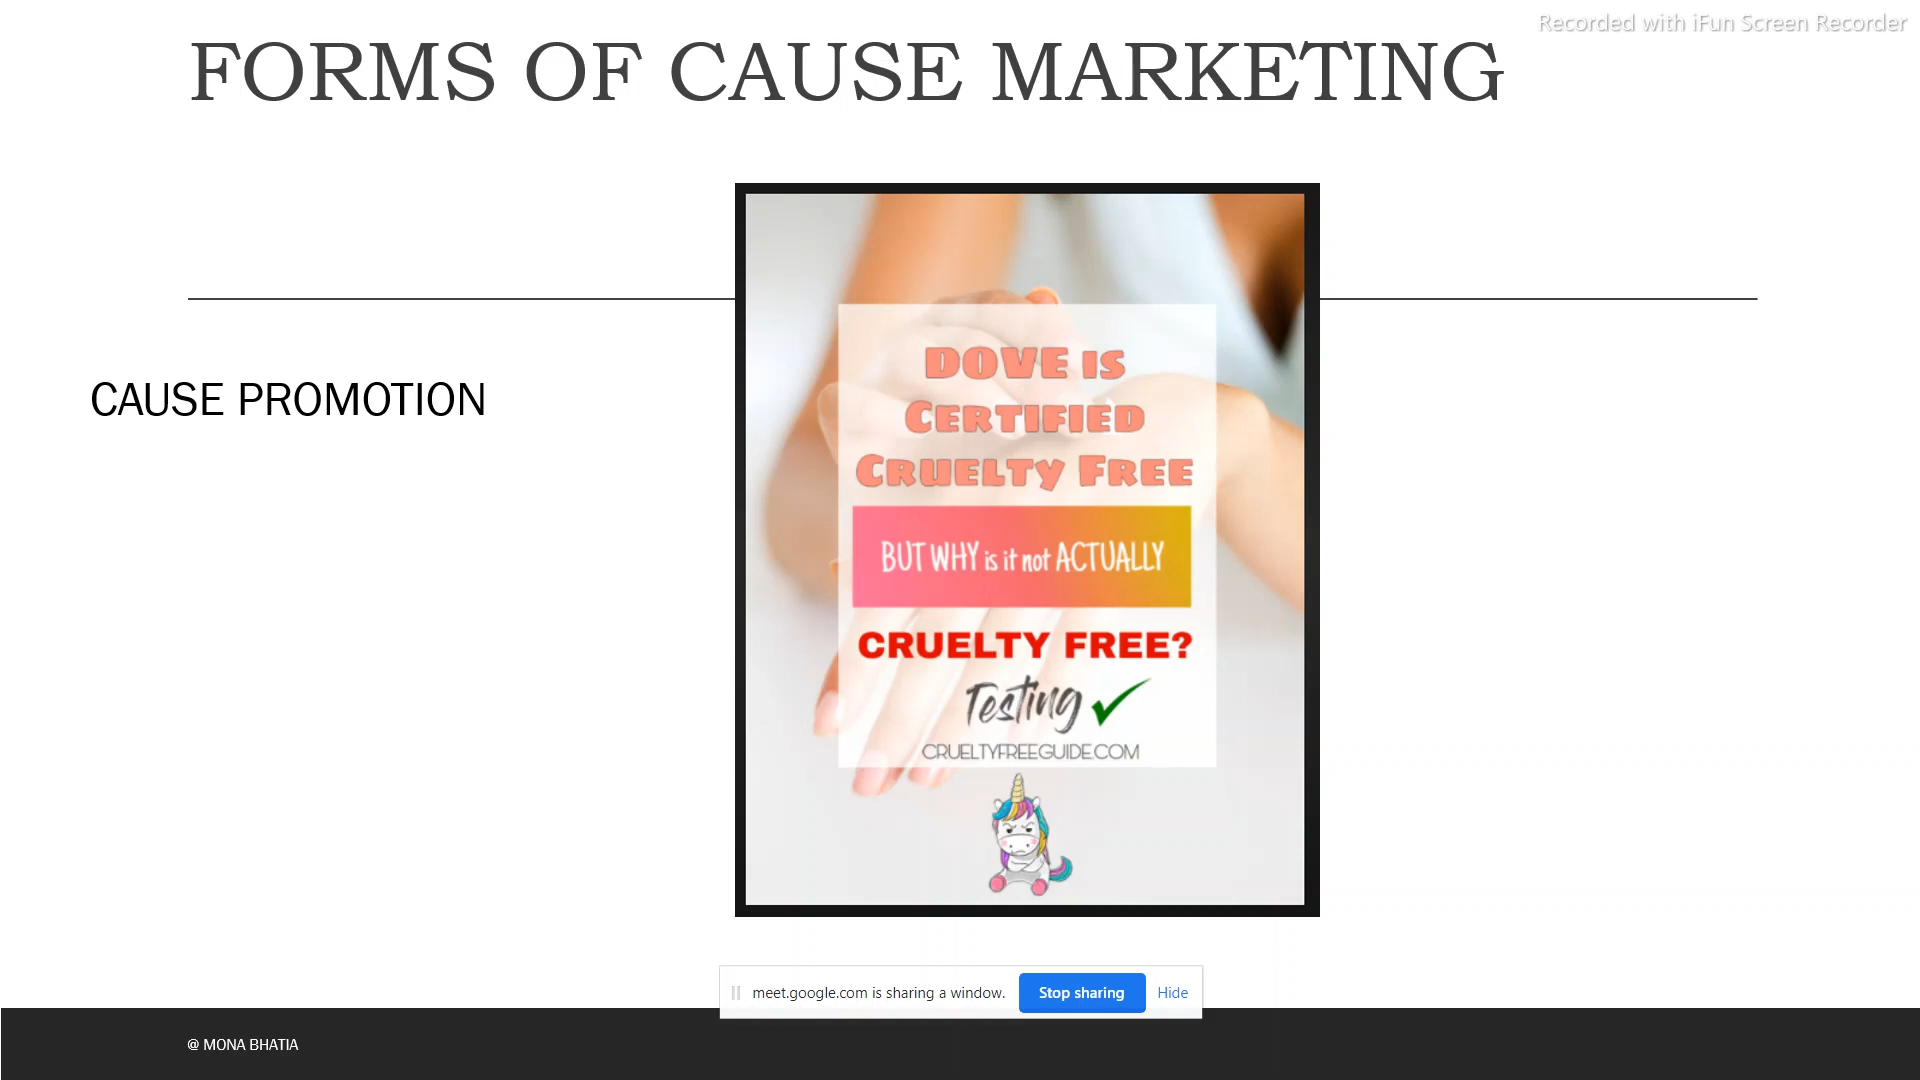 Recorded with iFun Screen Recorder
FORMS OF CAUSE MARKETING
CAUSE PROMOTION
DOVE IS
CERTIFIED
CRUELTY FREE
BUT WHY is it not ACTUALLY
CRUELTY FREE?
Testing
CRUELTYFREEGUIDE.COM
meet.google.com is sharing a window.
Stop sharing
Hide
@ MONA BHATIA